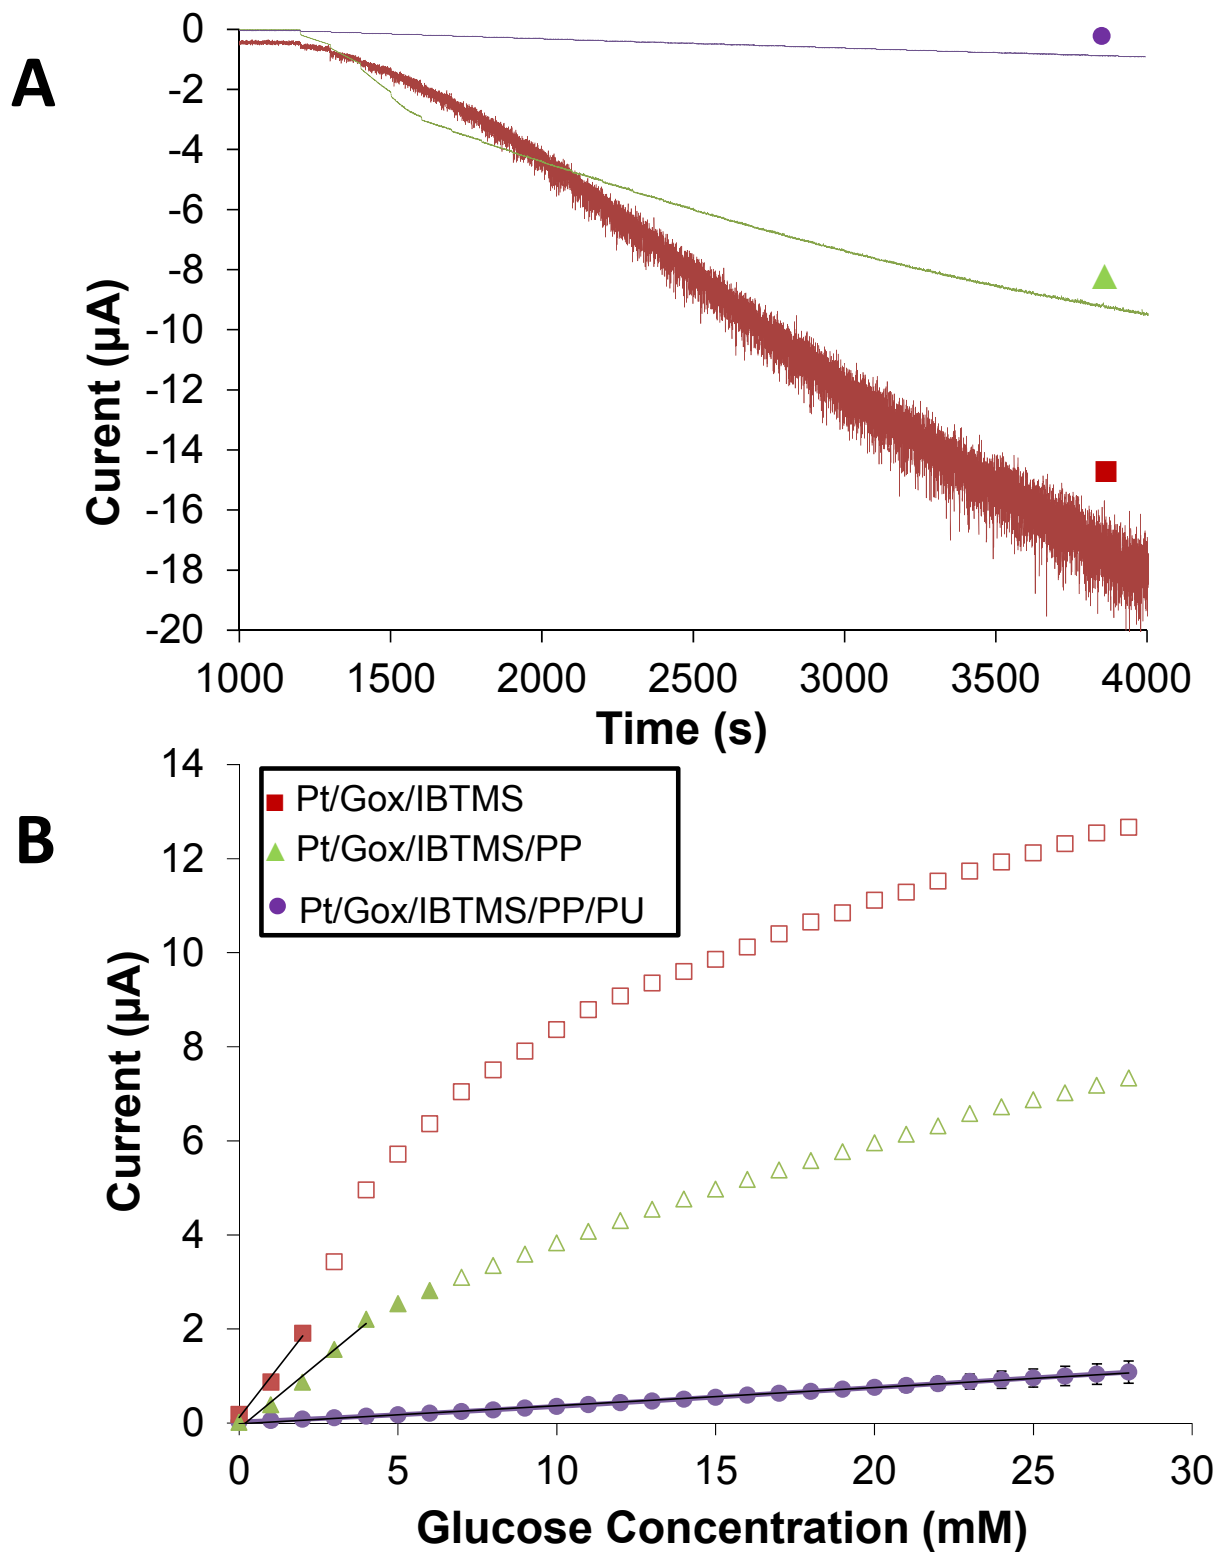 A
0
-2
-4
-6
-8
-10
-12
-14
-16
-18
-20
Curent (µA)
1000 1500 2000 2500 3000 3500 4000
Time (s)
B
14
12
10
8
6
4
2
0
Current (µA)
Pt/Gox/IBTMS
Pt/Gox/IBTMS/PP
Pt/Gox/IBTMS/PP/PU
0 5 10 15 20 25 30
Glucose Concentration (mM)